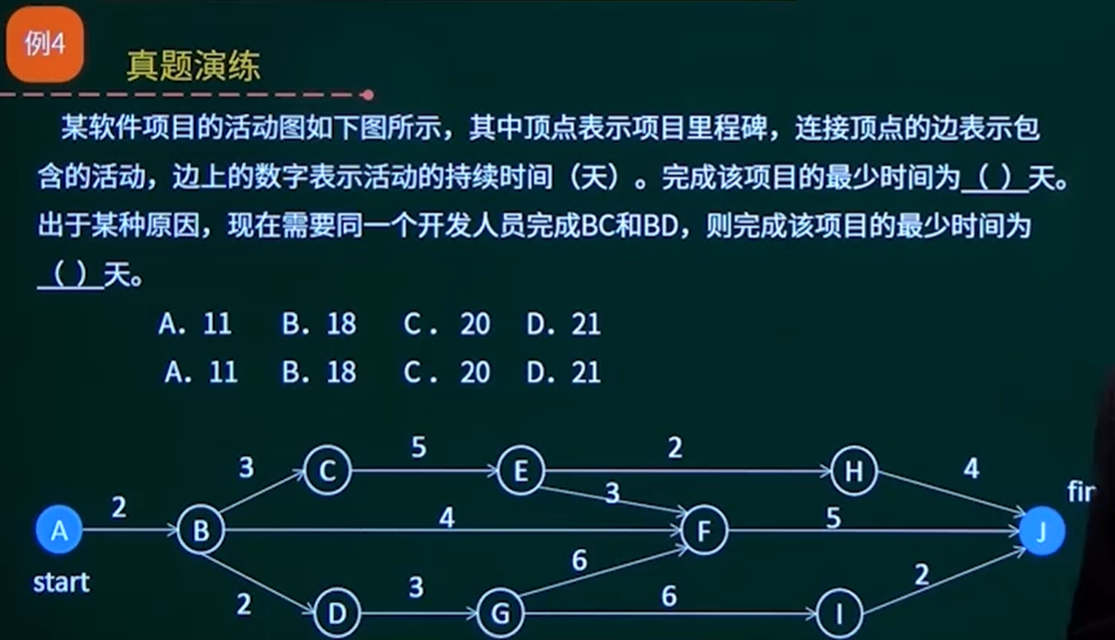 例4
真题演练
某软件项目的活动图如下图所示，其中顶点表示项目里程碑，连接顶点的边表示包
含的活动，边上的数字表示活动的持续时间（天）。完成该项目的最少时间为（ ）天。
出于某种原因，现在需要同一个开发人员完成BC和BD，则完成该项目的最少时间为
（ ）天。
A．11 B．18 C．20 D．21
A．11 B．18 C．20 D．21
5 2
3 C E H 4
3 fin
2 4 5
A B F J
start 6
2 3 6 2
D G I